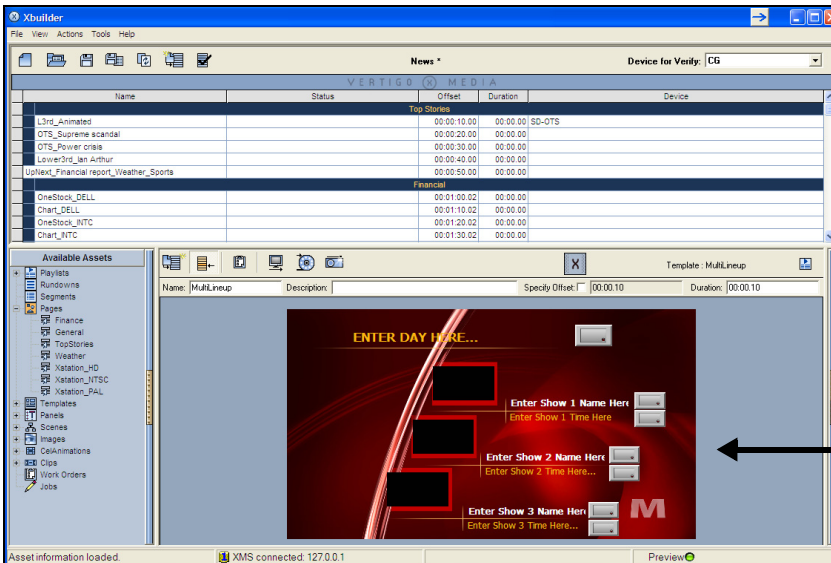 Xbuilder
File View Actions Tools Help
News *
Device for Verify: CG
VERTIGO X MEDIA
Name Status Offset Duration Device
Top Stories
L3rd_Animated 00:00:10.00 00:00.00 SD-OTS
OTS_Supreme scandal 00:00:20.00 00:00.00
OTS_Power crisis 00:00:30.00 00:00.00
Lower3rd_Ian Arthur 00:00:40.00 00:00.00
UpNext_Financial report_Weather_Sports 00:00:50.00 00:00.00
Financial
OneStock_DELL 00:01:00.02 00:00.00
Chart_DELL 00:01:10.02 00:00.00
OneStock_INTC 00:01:20.02 00:00.00
Chart_INTC 00:01:30.02 00:00.00
Available Assets
Playlists
Rundowns
Segments
Pages
Finance
General
TopStories
Weather
Xstation_HD
Xstation_NTSC
Xstation_PAL
Templates
Panels
Scenes
Images
CelAnimations
Clips
Work Orders
Jobs
X
Template : MultiLineup
Name: MultiLineup Description: Specify Offset: 00:00.10 Duration: 00:00.10
ENTER DAY HERE...
Enter Show 1 Name Here
Enter Show 1 Time Here
Enter Show 2 Name Here
Enter Show 2 Time Here...
Enter Show 3 Name Here
Enter Show 3 Time Here...
M
Asset information loaded. XMS connected: 127.0.0.1 Preview